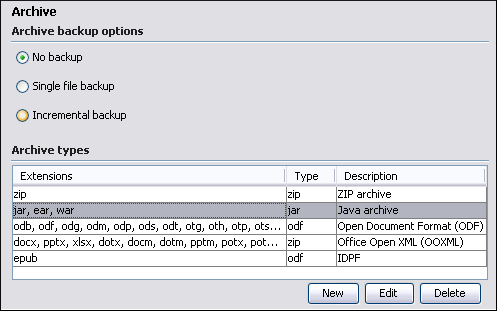 Archive
Archive backup options
No backup
Single file backup
Incremental backup
Archive types
Extensions Type Description
zip zip ZIP archive
jar, ear, war jar Java archive
odb, odf, odg, odm, odp, ods, odt, otg, oth, otp, ots... odf Open Document Format (ODF)
docx, pptx, xlsx, dotx, docm, dotm, pptm, potx, pot... zip Office Open XML (OOXML)
epub odf IDPF
New Edit Delete